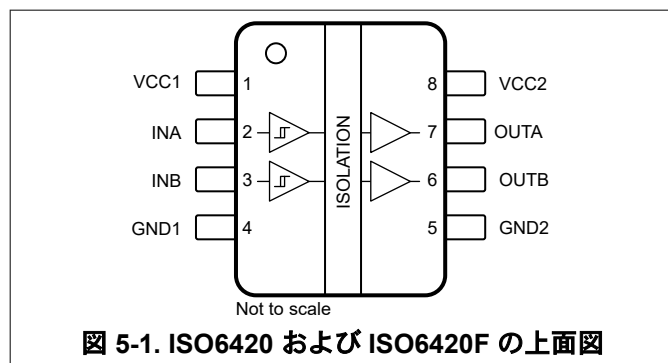 VCC1 1 8 VCC2
INA 2 7 OUTA
INB 3 6 OUTB
GND1 4 5 GND2
ISOLATION
Not to scale
図 5-1. ISO6420 および ISO6420F の上面図